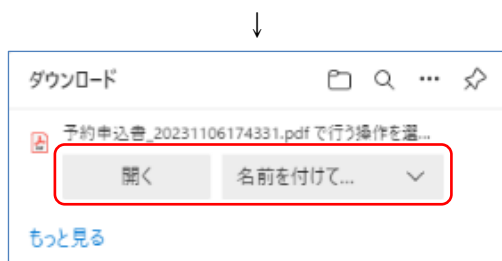 ↓
ダウンロード
予約申込書_20231106174331.pdf で行う操作を選...
開く 名前を付けて...
もっと見る